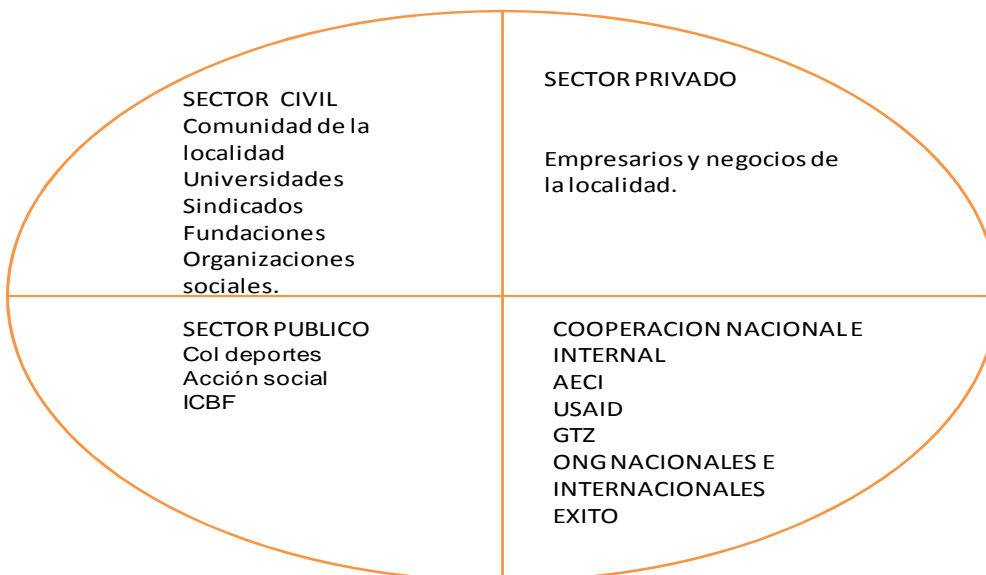 SECTOR CIVIL
Comunidad de la
localidad
Universidades
Sindicados
Fundaciones
Organizaciones
sociales.
SECTOR PRIVADO
Empresarios y negocios de
la localidad.
SECTOR PUBLICO
Col deportes
Acción social
ICBF
COOPERACION NACIONAL E
INTERNAL
AECI
USAID
GTZ
ONG NACIONALES E
INTERNACIONALES
EXITO